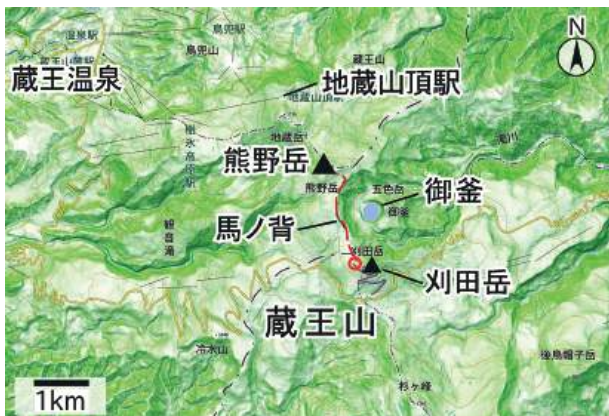 鳥兜駅
温泉駅
鳥兜山
蔵王山
N
蔵王温泉
地蔵山頂駅
地蔵山頂駅
樹氷高原駅
地蔵岳
滝川
熊野岳
熊野岳
五色岳
御釜
御釜
馬ノ背
観音滝
刈田岳
刈田岳
蔵王山
冷水山
後烏帽子岳
杉ヶ峰
1km